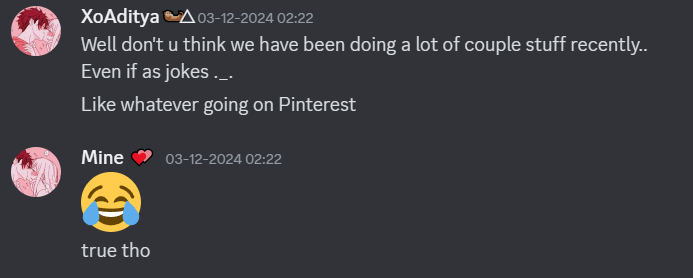 XoAditya 03-12-2024 02:22
Well don't u think we have been doing a lot of couple stuff recently..
Even if as jokes ._.
Like whatever going on Pinterest
Mine 💕 03-12-2024 02:22
😂
true tho